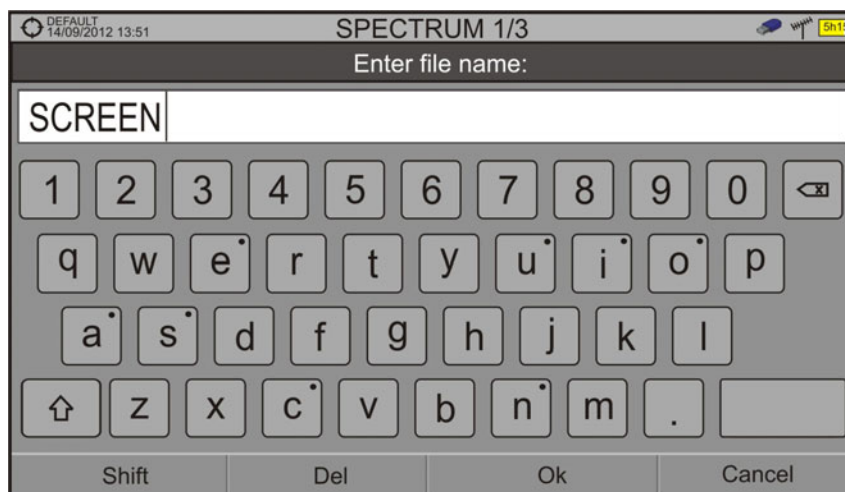 DEFAULT
14/09/2012 13:51
SPECTRUM 1/3
Enter file name:
SCREEN
1 2 3 4 5 6 7 8 9 0
q w e r t y u i o p
a s d f g h j k l
z x c v b n m .
Shift Del Ok Cancel